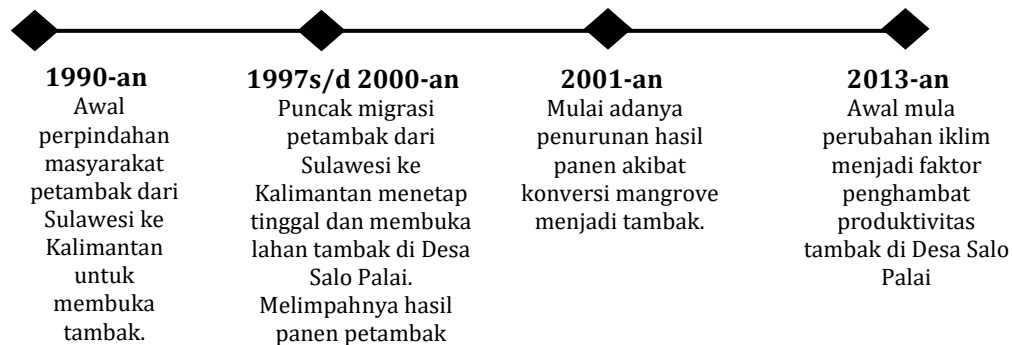 1990-an
Awal
perpindahan
masyarakat
petambak dari
Sulawesi ke
Kalimantan
untuk
membuka
tambak.
1997s/d 2000-an
Puncak migrasi
petambak dari
Sulawesi ke
Kalimantan menetap
tinggal dan membuka
lahan tambak di Desa
Salo Palai.
Melimpahnya hasil
panen petambak
2001-an
Mulai adanya
penurunan hasil
panen akibat
konversi mangrove
menjadi tambak.
2013-an
Awal mula
perubahan iklim
menjadi faktor
penghambat
produktivitas
tambak di Desa Salo
Palai